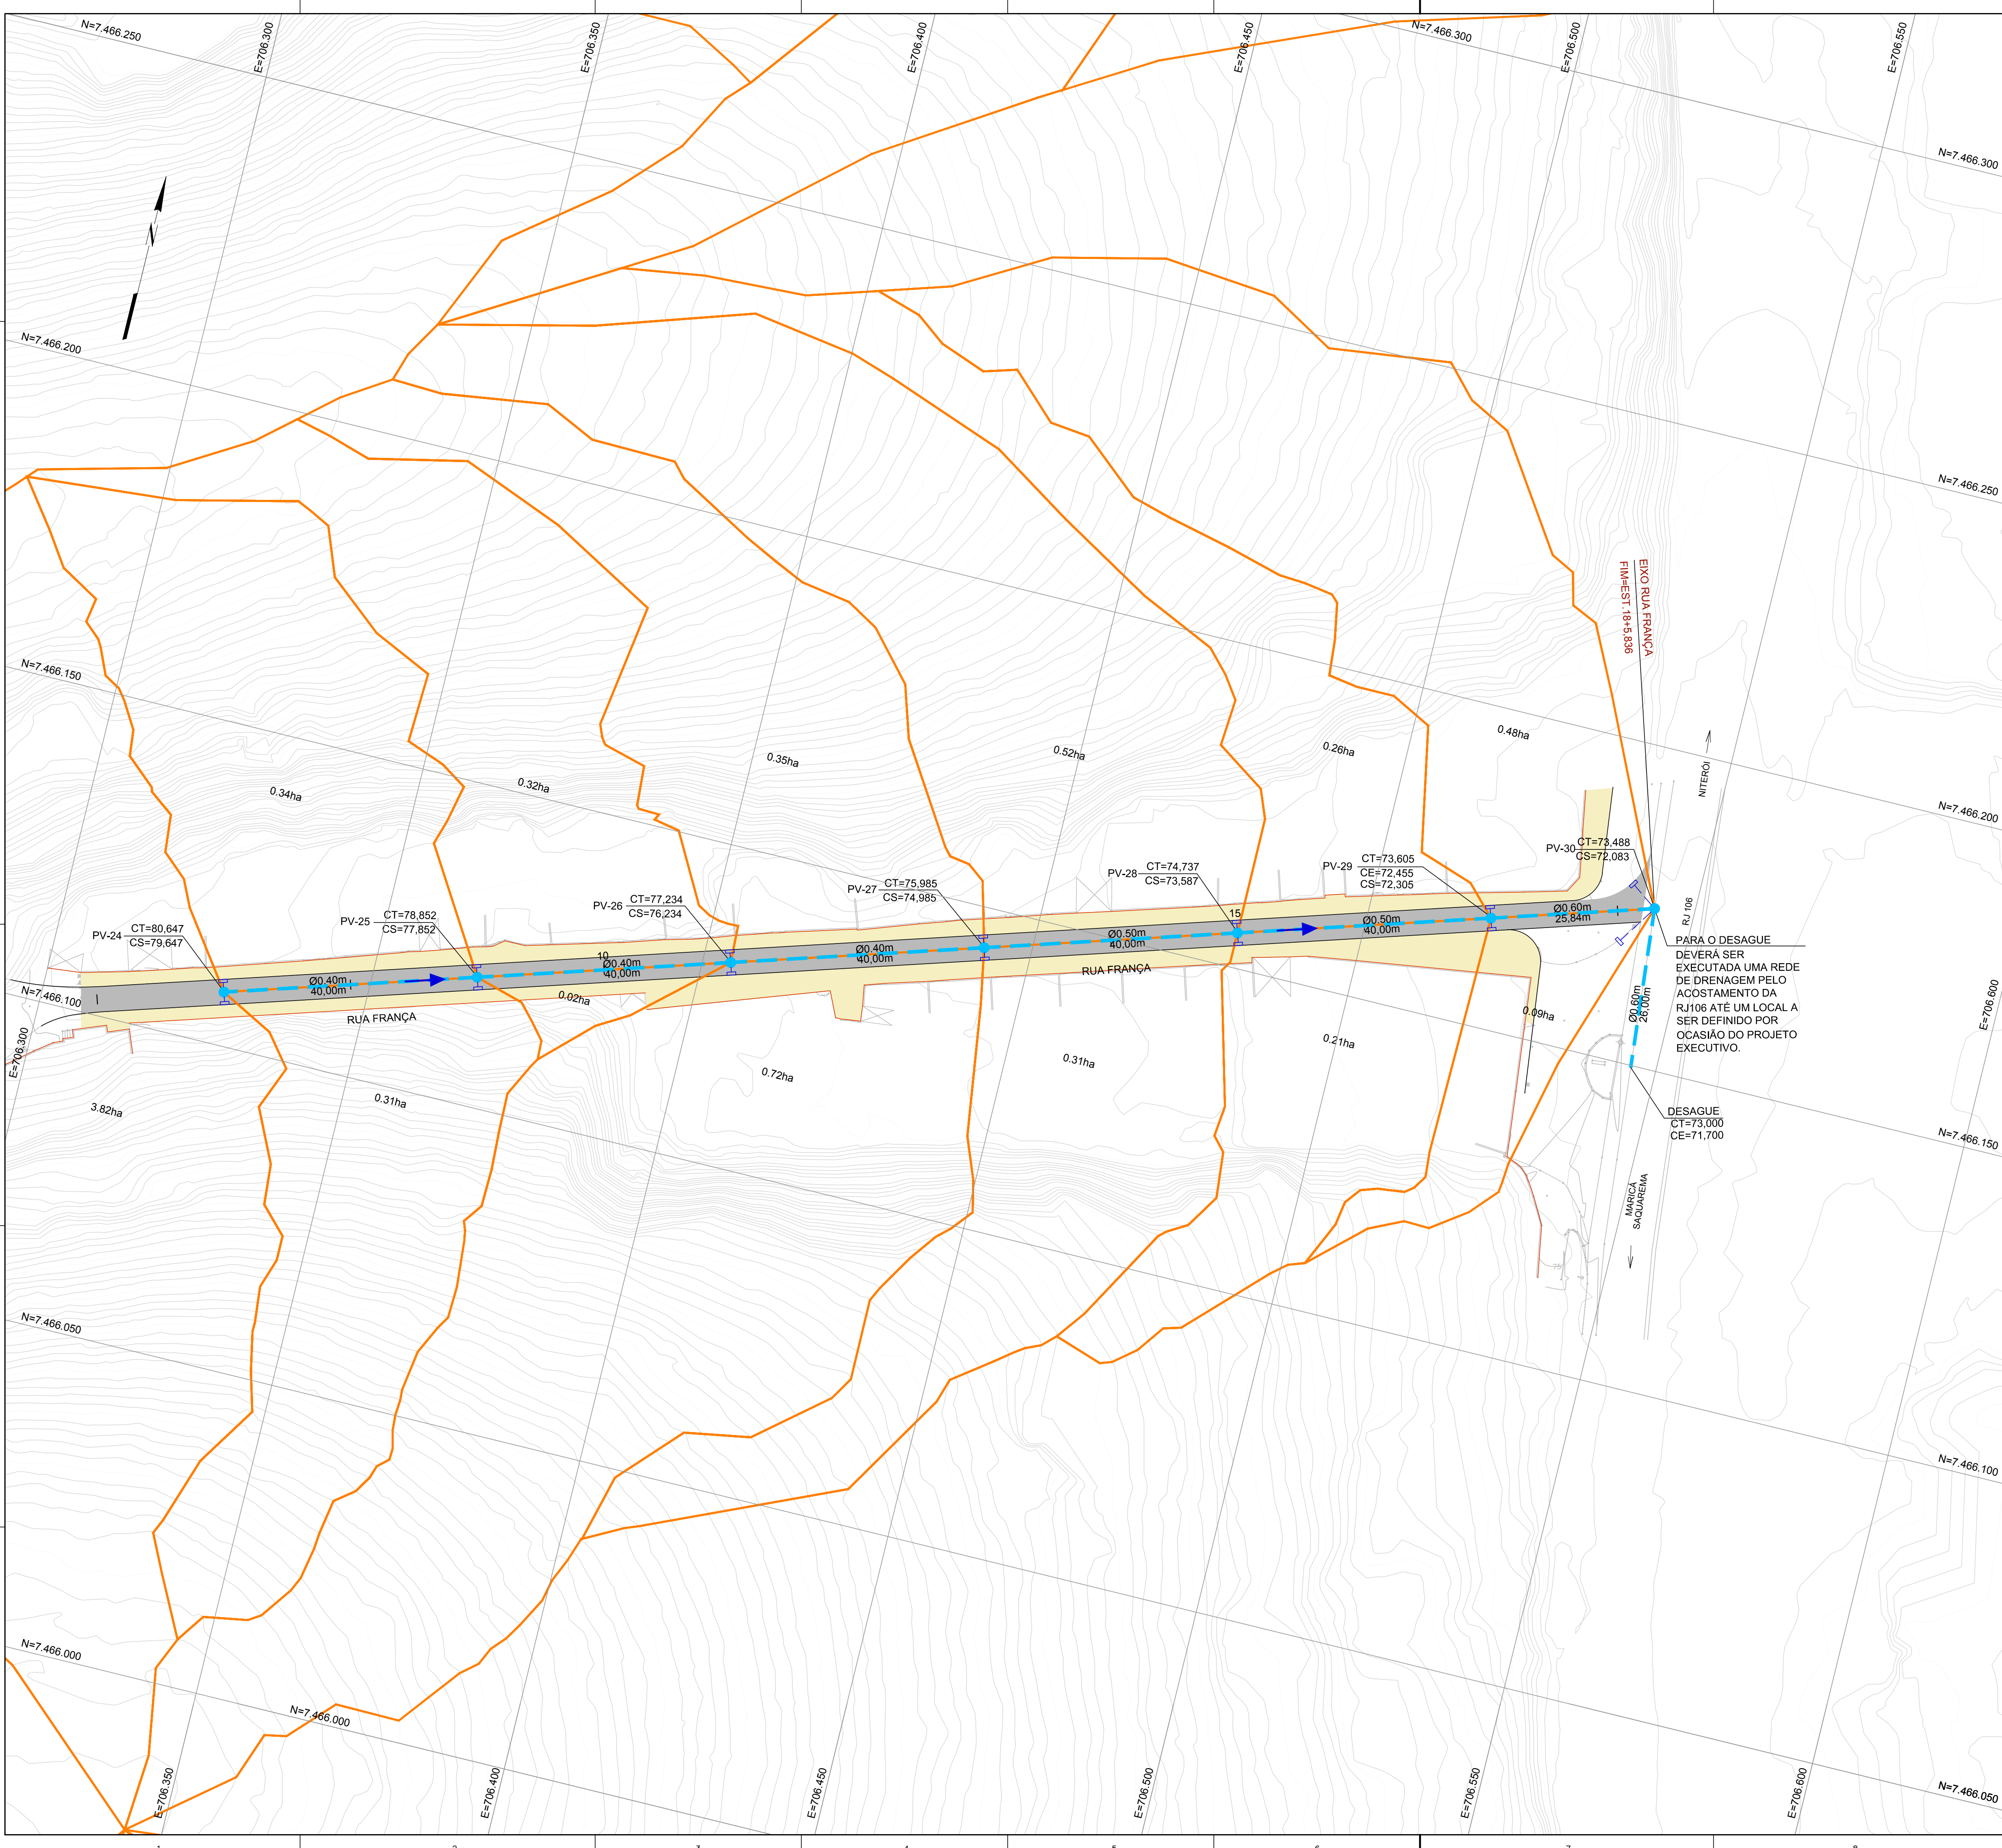 N=7.466.250
E=706.300
E=706.350
E=706.400
E=706.450
N=7.466.300
E=706.500
E=706.550
N=7.466.300
N
N=7.466.200
N=7.466.250
EIXO RUA FRANÇA
FIM=EST.18+5,836
N=7.466.150
0.34ha
0.32ha
0.35ha
0.52ha
0.26ha
0.48ha
NITERÓI
N=7.466.200
PV-24
CT=80,647
CS=79,647
PV-25
CT=78,852
CS=77,852
PV-26
CT=77,234
CS=76,234
PV-27
CT=75,985
CS=74,985
PV-28
CT=74,737
CS=73,587
PV-29
CT=73,605
CE=72,455
CS=72,305
PV-30
CT=73,488
CS=72,083
RJ 106
10
15
Ø0.40m
40,00m
Ø0.40m
40,00m
Ø0.40m
40,00m
Ø0.50m
40,00m
Ø0.50m
40,00m
Ø0.60m
25,84m
N=7.466.100
RUA FRANÇA
RUA FRANÇA
0.02ha
E=706.300
3.82ha
0.31ha
0.72ha
0.31ha
0.21ha
0.09ha
Ø0.60m
26,00m
PARA O DESAGUE
DEVERÁ SER
EXECUTADA UMA REDE
DE DRENAGEM PELO
ACOSTAMENTO DA
RJ106 ATÉ UM LOCAL A
SER DEFINIDO POR
OCASIÃO DO PROJETO
EXECUTIVO.
E=706.600
DESAGUE
CT=73,000
CE=71,700
N=7.466.150
MARICÁ
SAQUAREMA
75
N=7.466.050
N=7.466.100
N=7.466.000
N=7.466.000
E=706.350
E=706.400
E=706.450
E=706.500
E=706.550
E=706.600
N=7.466.050